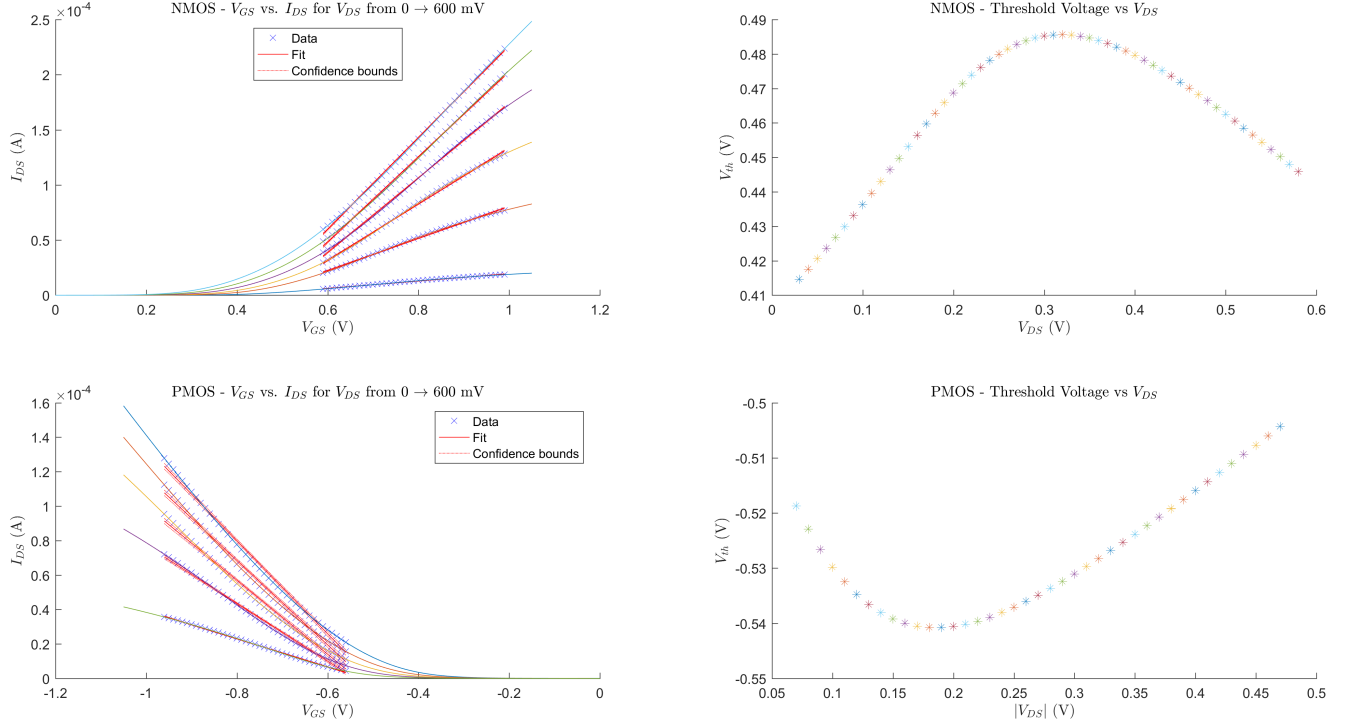 NMOS - V_GS vs. I_DS for V_DS from 0 → 600 mV
×10^-4
2.5
2
1.5
1
0.5
0
I_DS (A)
Data
Fit
Confidence bounds
0 0.2 0.4 0.6 0.8 1 1.2
V_GS (V)
NMOS - Threshold Voltage vs V_DS
0.49
0.48
0.47
0.46
0.45
0.44
0.43
0.42
0.41
V_th (V)
0 0.1 0.2 0.3 0.4 0.5 0.6
V_DS (V)
PMOS - V_GS vs. I_DS for V_DS from 0 → 600 mV
×10^-4
1.6
1.4
1.2
1
0.8
0.6
0.4
0.2
0
I_DS (A)
Data
Fit
Confidence bounds
-1.2 -1 -0.8 -0.6 -0.4 -0.2 0
V_GS (V)
PMOS - Threshold Voltage vs V_DS
-0.5
-0.51
-0.52
-0.53
-0.54
-0.55
V_th (V)
0.05 0.1 0.15 0.2 0.25 0.3 0.35 0.4 0.45 0.5
|V_DS| (V)